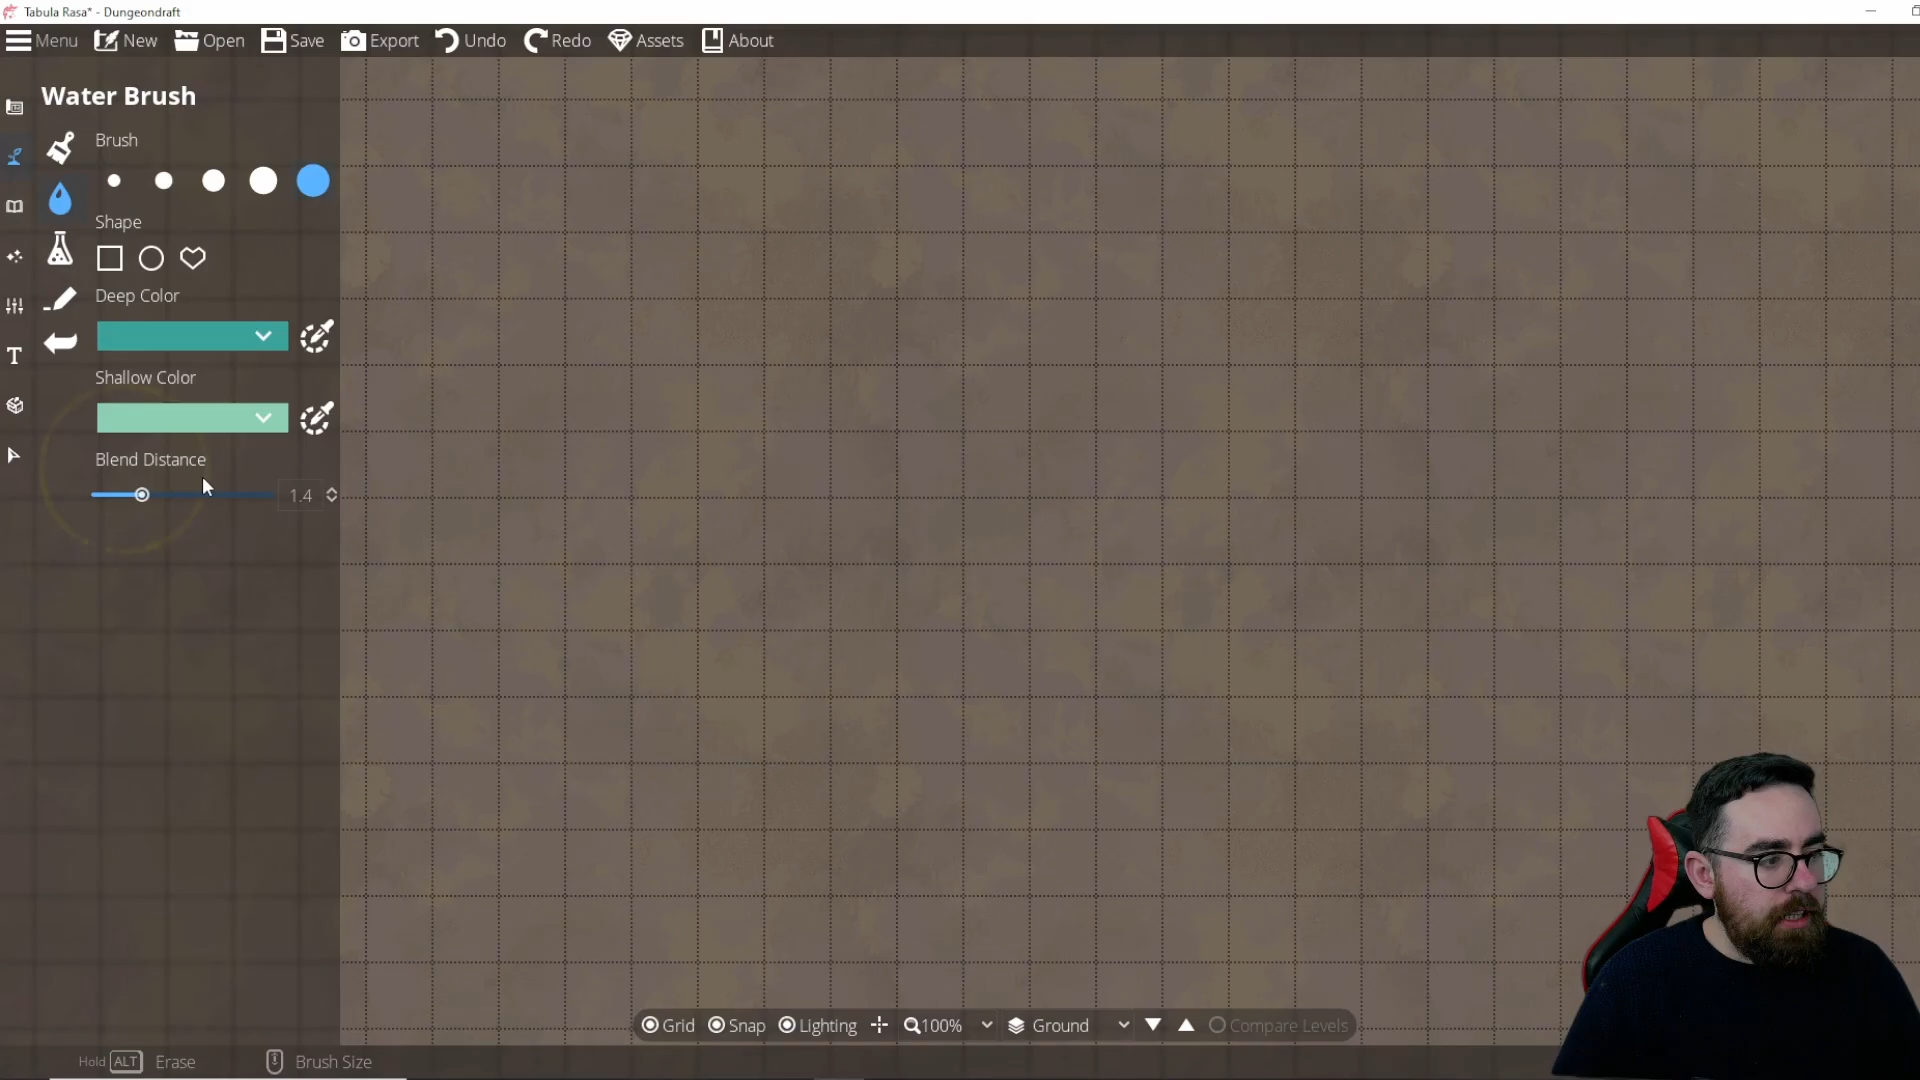 Tabula Rasa* - Dungeondraft
Menu New Open Save Export Undo Redo Assets About
Water Brush
Brush
Shape
Deep Color
Shallow Color
Blend Distance
1.4
T
Grid Snap Lighting 100% Ground Compare Levels
Hold ALT Erase Brush Size